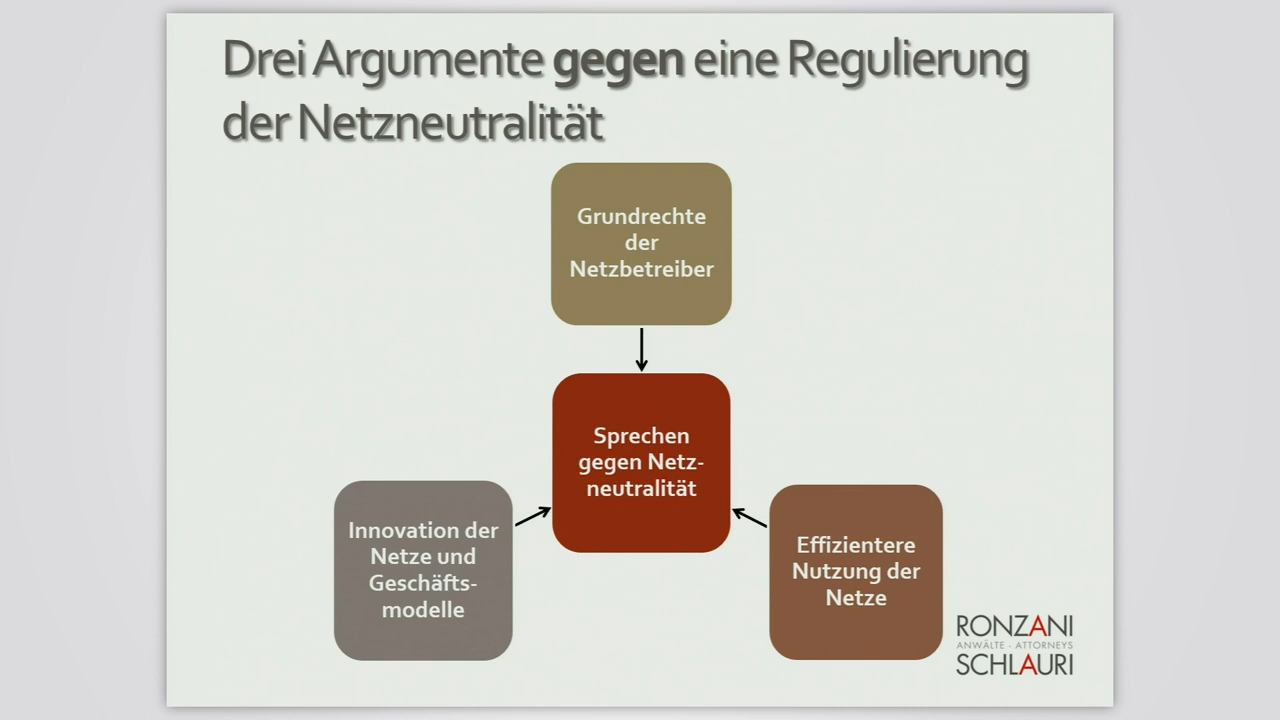 Drei Argumente gegen eine Regulierung
der Netzneutralität
Grundrechte
der
Netzbetreiber
Sprechen
gegen Netz-
neutralität
Innovation der
Netze und
Geschäfts-
modelle
Effizientere
Nutzung der
Netze
RONZANI
ANWÄLTE - ATTORNEYS
SCHLAURI